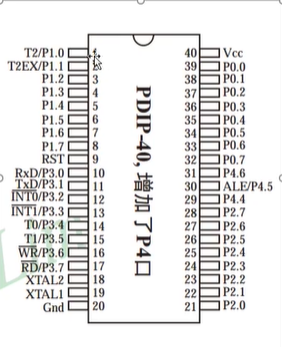 T2/P1.0 1 40 Vcc
T2EX/P1.1 2 39 P0.0
P1.2 3 38 P0.1
P1.3 4 37 P0.2
P1.4 5 36 P0.3
P1.5 6 35 P0.4
P1.6 7 34 P0.5
P1.7 8 33 P0.6
RST 9 32 P0.7
RxD/P3.0 10 31 P4.6
TxD/P3.1 11 30 ALE/P4.5
INT0/P3.2 12 29 P4.4
INT1/P3.3 13 28 P2.7
T0/P3.4 14 27 P2.6
T1/P3.5 15 26 P2.5
WR/P3.6 16 25 P2.4
RD/P3.7 17 24 P2.3
XTAL2 18 23 P2.2
XTAL1 19 22 P2.1
Gnd 20 21 P2.0
PDIP-40, 增加了P4口